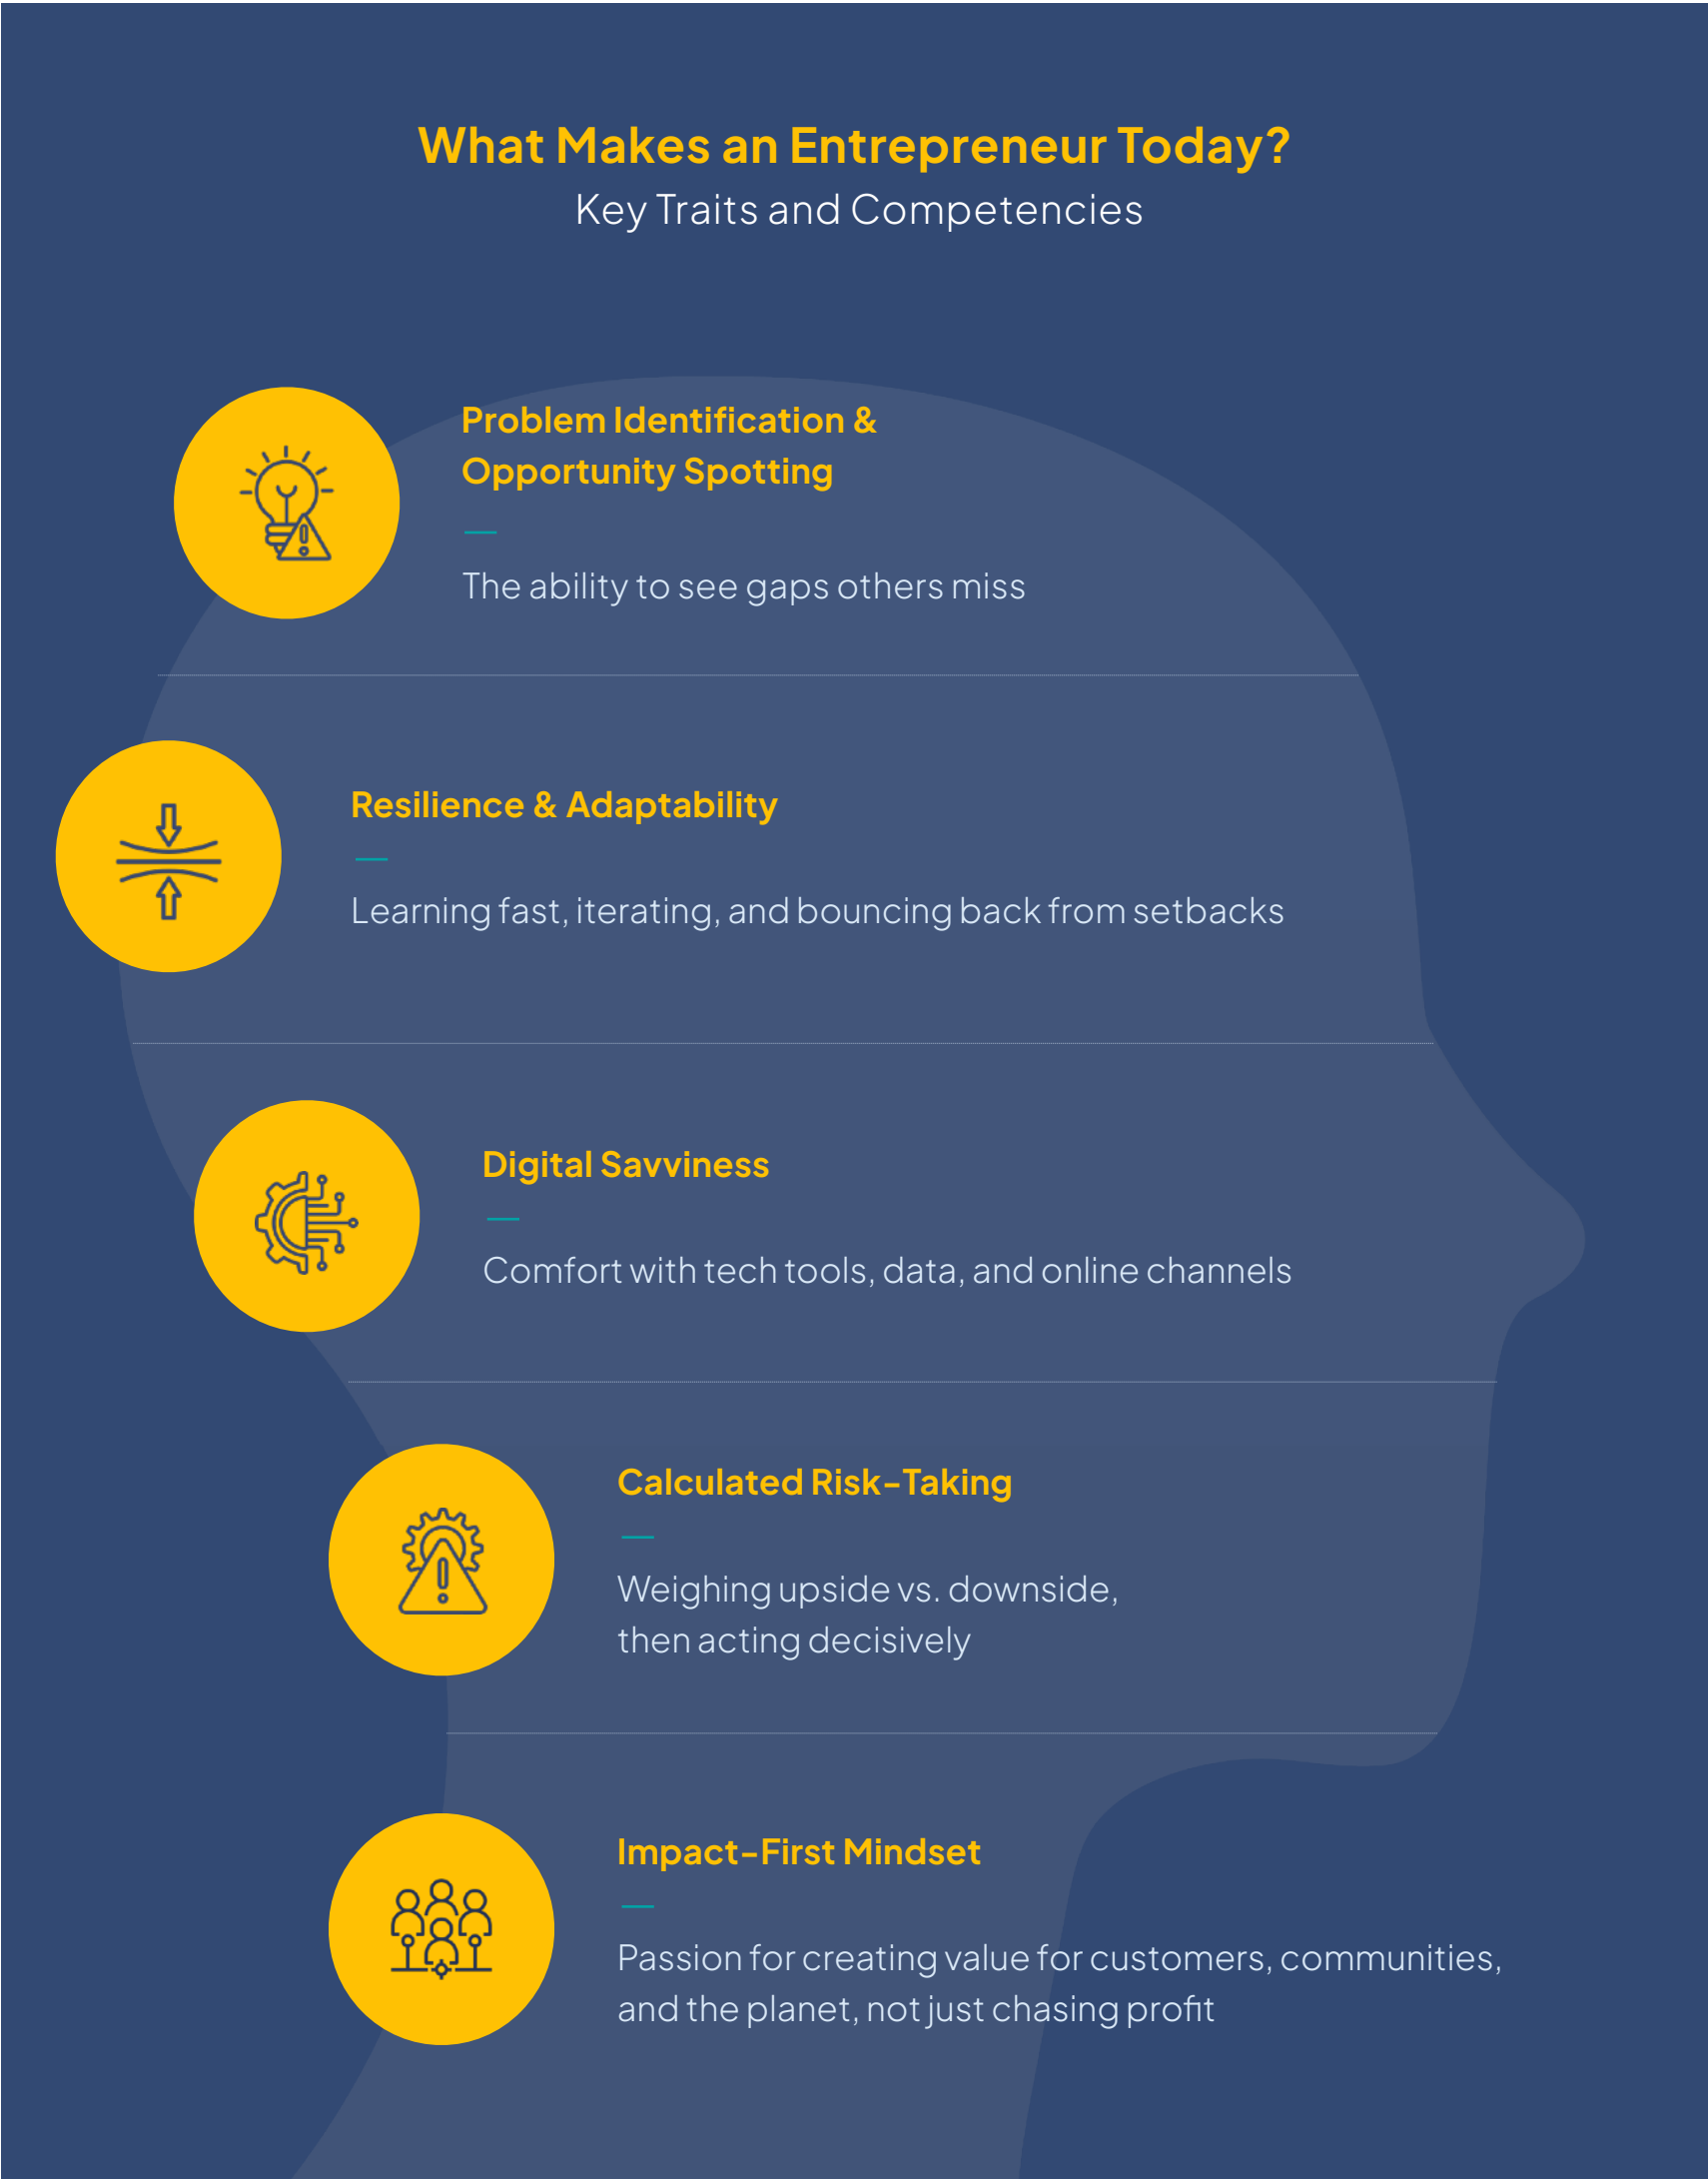 What Makes an Entrepreneur Today?
Key Traits and Competencies
Problem Identification &
Opportunity Spotting
The ability to see gaps others miss
Resilience & Adaptability
Learning fast, iterating, and bouncing back from setbacks
Digital Savviness
Comfort with tech tools, data, and online channels
Calculated Risk-Taking
Weighing upside vs. downside,
then acting decisively
Impact-First Mindset
Passion for creating value for customers, communities,
and the planet, not just chasing profit